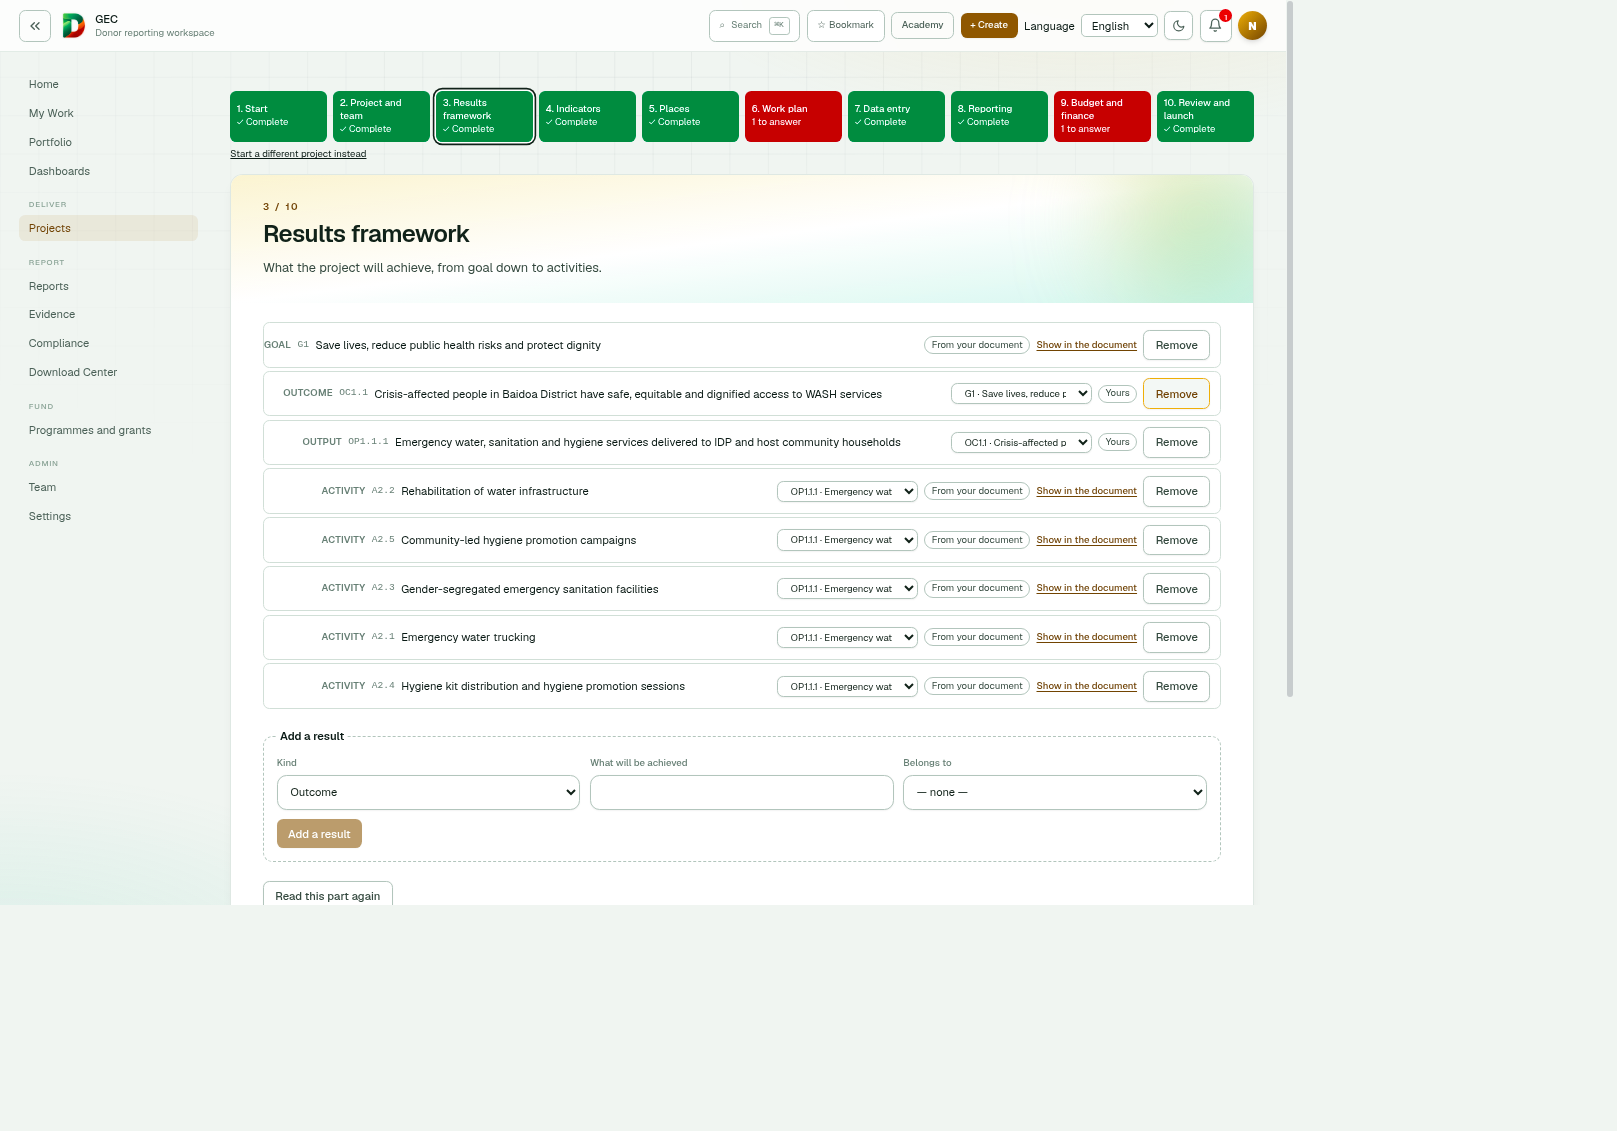 GEC
Donor reporting workspace
Search ⌘K
☆ Bookmark
Academy
+ Create
Language
English
1
N
Home
My Work
Portfolio
Dashboards
DELIVER
Projects
REPORT
Reports
Evidence
Compliance
Download Center
FUND
Programmes and grants
ADMIN
Team
Settings
1. Start
✓ Complete
2. Project and team
✓ Complete
3. Results framework
✓ Complete
4. Indicators
✓ Complete
5. Places
✓ Complete
6. Work plan
1 to answer
7. Data entry
✓ Complete
8. Reporting
✓ Complete
9. Budget and finance
1 to answer
10. Review and launch
✓ Complete
Start a different project instead
3 / 10
Results framework
What the project will achieve, from goal down to activities.
GOAL G1 Save lives, reduce public health risks and protect dignity From your document Show in the document Remove
OUTCOME OC1.1 Crisis-affected people in Baidoa District have safe, equitable and dignified access to WASH services G1 · Save lives, reduce p Yours Remove
OUTPUT OP1.1.1 Emergency water, sanitation and hygiene services delivered to IDP and host community households OC1.1 · Crisis-affected p Yours Remove
ACTIVITY A2.2 Rehabilitation of water infrastructure OP1.1.1 · Emergency wat From your document Show in the document Remove
ACTIVITY A2.5 Community-led hygiene promotion campaigns OP1.1.1 · Emergency wat From your document Show in the document Remove
ACTIVITY A2.3 Gender-segregated emergency sanitation facilities OP1.1.1 · Emergency wat From your document Show in the document Remove
ACTIVITY A2.1 Emergency water trucking OP1.1.1 · Emergency wat From your document Show in the document Remove
ACTIVITY A2.4 Hygiene kit distribution and hygiene promotion sessions OP1.1.1 · Emergency wat From your document Show in the document Remove
Add a result
Kind
What will be achieved
Belongs to
Outcome
— none —
Add a result
Read this part again